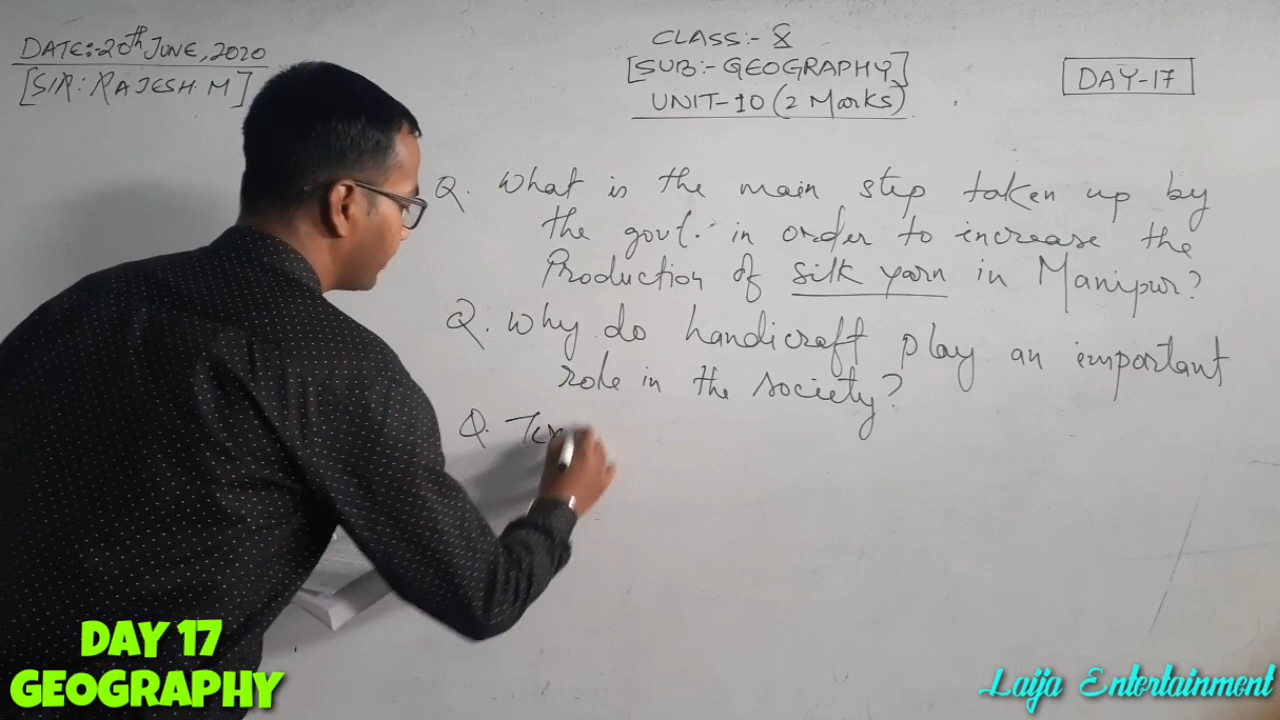 DATE:-20th JUNE, 2020
[SIR: RAJESH. M]
CLASS:- 8
[SUB:- GEOGRAPHY]
UNIT-10 (2 Marks)
DAY-17
Q. What is the main step taken up by
the govt. in order to increase the
Production of silk yarn in Manipur?
Q. Why do handicraft play an important
role in the society?
Q.
DAY 17
GEOGRAPHY
Laija Entertainment